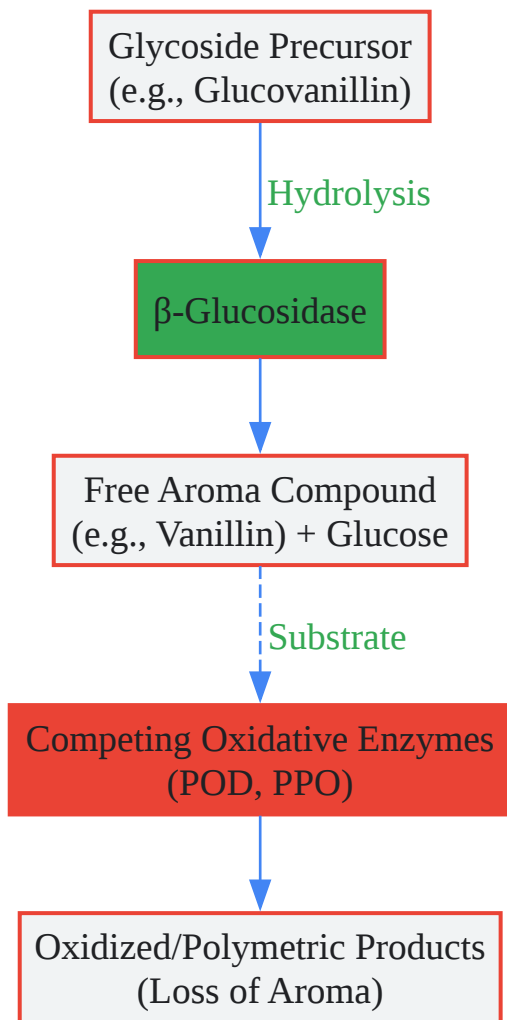 Glycoside Precursor
(e.g., Glucovanillin)
Hydrolysis
β-Glucosidase
Free Aroma Compound
(e.g., Vanillin) + Glucose
Substrate
Competing Oxidative Enzymes
(POD, PPO)
Oxidized/Polymetric Products
(Loss of Aroma)